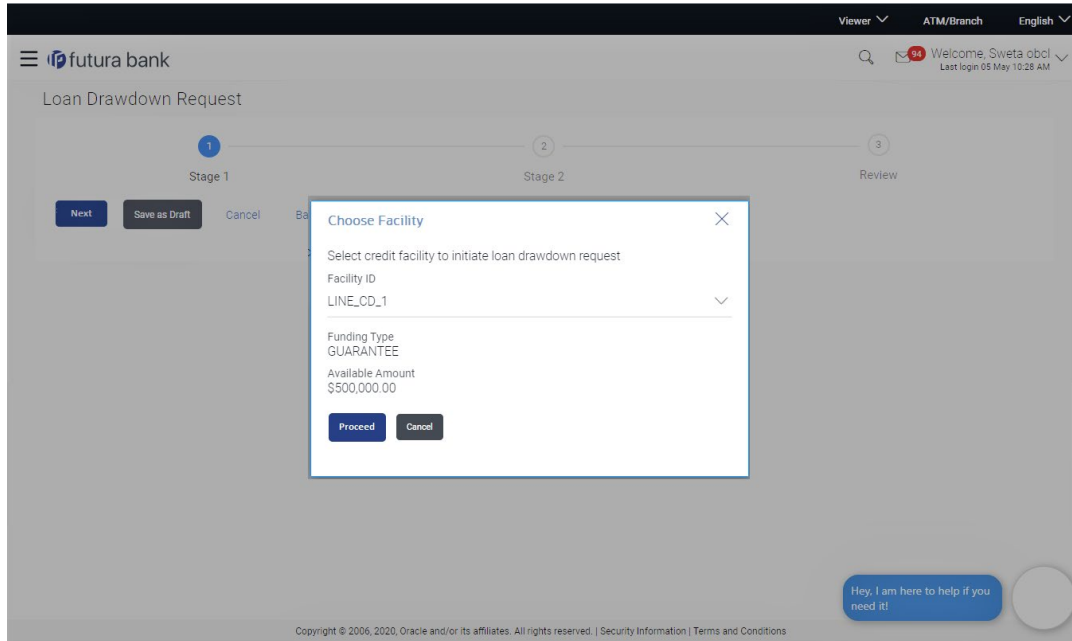 Viewer ATM/Branch English
futura bank
94 Welcome, Sweta obcl
Last login 05 May 10:28 AM
Loan Drawdown Request
1 2 3
Stage 1 Stage 2 Review
Next Save as Draft Cancel Ba
Choose Facility
Select credit facility to initiate loan drawdown request
Facility ID
LINE_CD_1
Funding Type
GUARANTEE
Available Amount
$500,000.00
Proceed Cancel
Hey, I am here to help if you
need it!
Copyright © 2006, 2020, Oracle and/or its affiliates. All rights reserved. | Security Information | Terms and Conditions